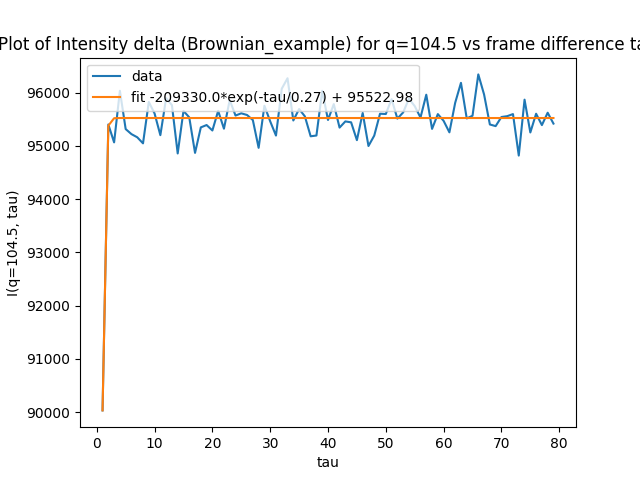 Plot of Intensity delta (Brownian_example) for q=104.5 vs frame difference ta
data
fit -209330.0*exp(-tau/0.27) + 95522.98
I(q=104.5, tau)
96000
95000
94000
93000
92000
91000
90000
0 10 20 30 40 50 60 70 80
tau